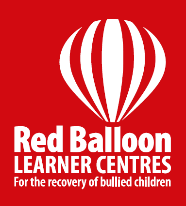 Red Balloon
LEARNER CENTRES
For the recovery of bullied children